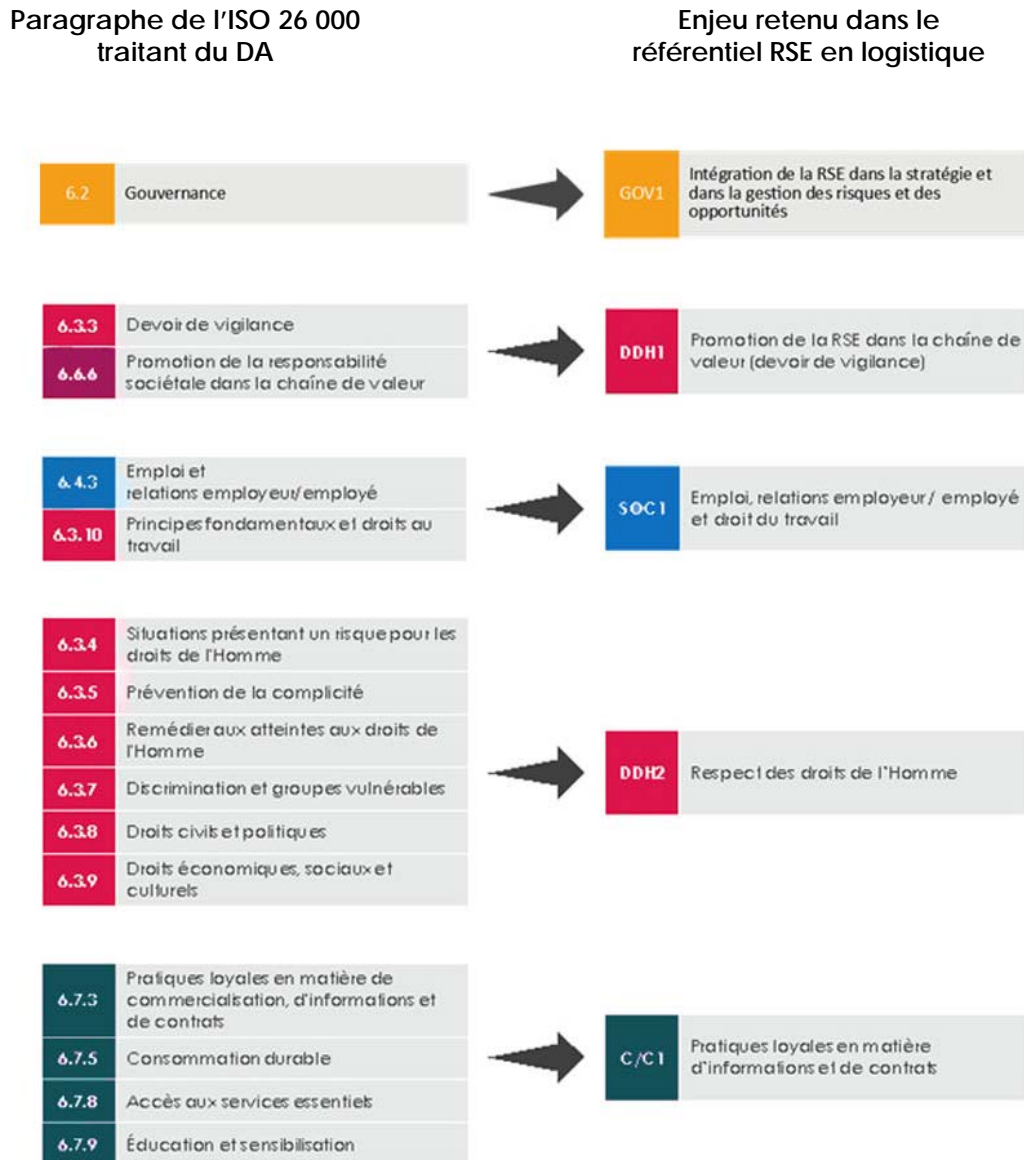 Paragraphe de l'ISO 26 000
traitant du DA
Enjeu retenu dans le
référentiel RSE en logistique
6.2
Gouvernance
GOV1
Intégration de la RSE dans la stratégie et
dans la gestion des risques et des
opportunités
6.3.3
Devoir de vigilance
6.6.6
Promotion de la responsabilité
sociétale dans la chaîne de valeur
DDH1
Promotion de la RSE dans la chaîne de
valeur (devoir de vigilance)
6.4.3
Emploi et
relations employeur/employé
6.3.10
Principes fondamentaux et droits au
travail
SOC1
Emploi, relations employeur / employé
et droit du travail
6.3.4
Situations présentant un risque pour les
droits de l'Homme
6.3.5
Prévention de la complicité
6.3.6
Remédier aux atteintes aux droits de
l'Homme
6.3.7
Discrimination et groupes vulnérables
6.3.8
Droits civils et politiques
6.3.9
Droits économiques, sociaux et
culturels
DDH2
Respect des droits de l'Homme
6.7.3
Pratiques loyales en matière de
commercialisation, d'informations et
de contrats
6.7.5
Consommation durable
6.7.8
Accès aux services essentiels
6.7.9
Éducation et sensibilisation
C/C1
Pratiques loyales en matière
d'informations et de contrats